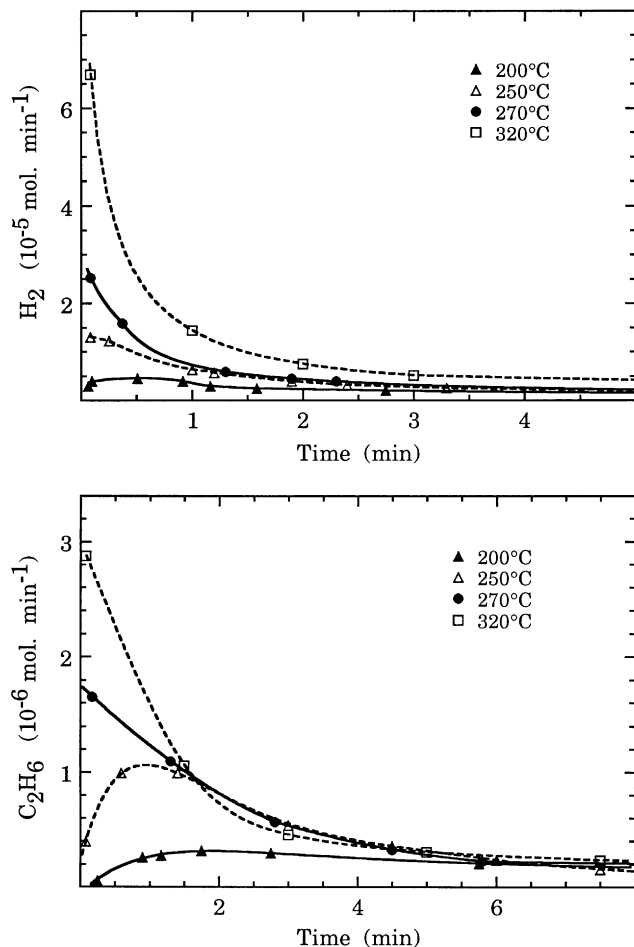 H2 (10-5 mol. min-1)
6
4
2
▲ 200°C
△ 250°C
● 270°C
□ 320°C
1 2 3 4
Time (min)
C2H6 (10-6 mol. min-1)
3
2
1
▲ 200°C
△ 250°C
● 270°C
□ 320°C
2 4 6
Time (min)